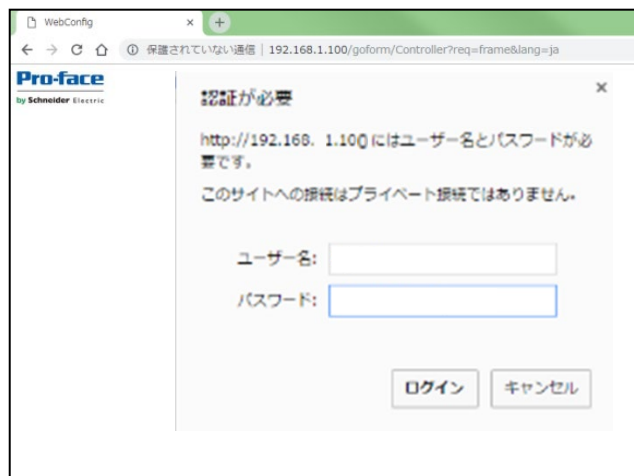 WebConfig
保護されていない通信 | 192.168.1.100/goform/Controller?req=frame&lang=ja
Pro-face
by Schneider Electric
認証が必要
http://192.168. 1.100 にはユーザー名とパスワードが必
要です。
このサイトへの接続はプライベート接続ではありません。
ユーザー名:
パスワード:
ログイン
キャンセル